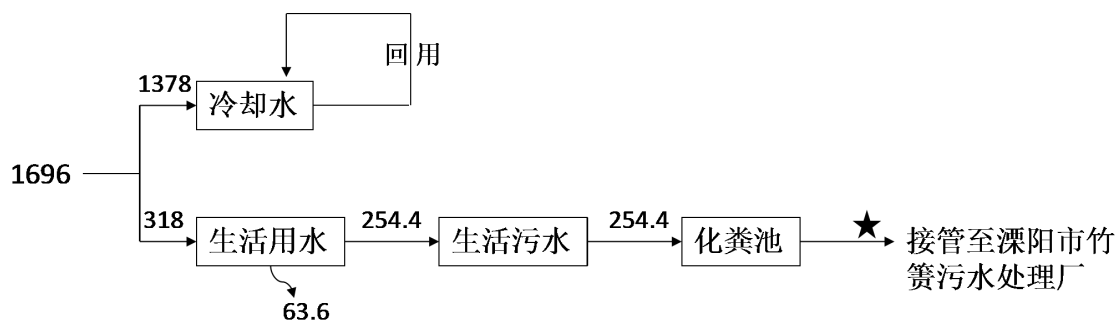 回用
1378
冷却水
1696
318
生活用水
254.4
生活污水
254.4
化粪池
接管至溧阳市竹
箦污水处理厂
63.6